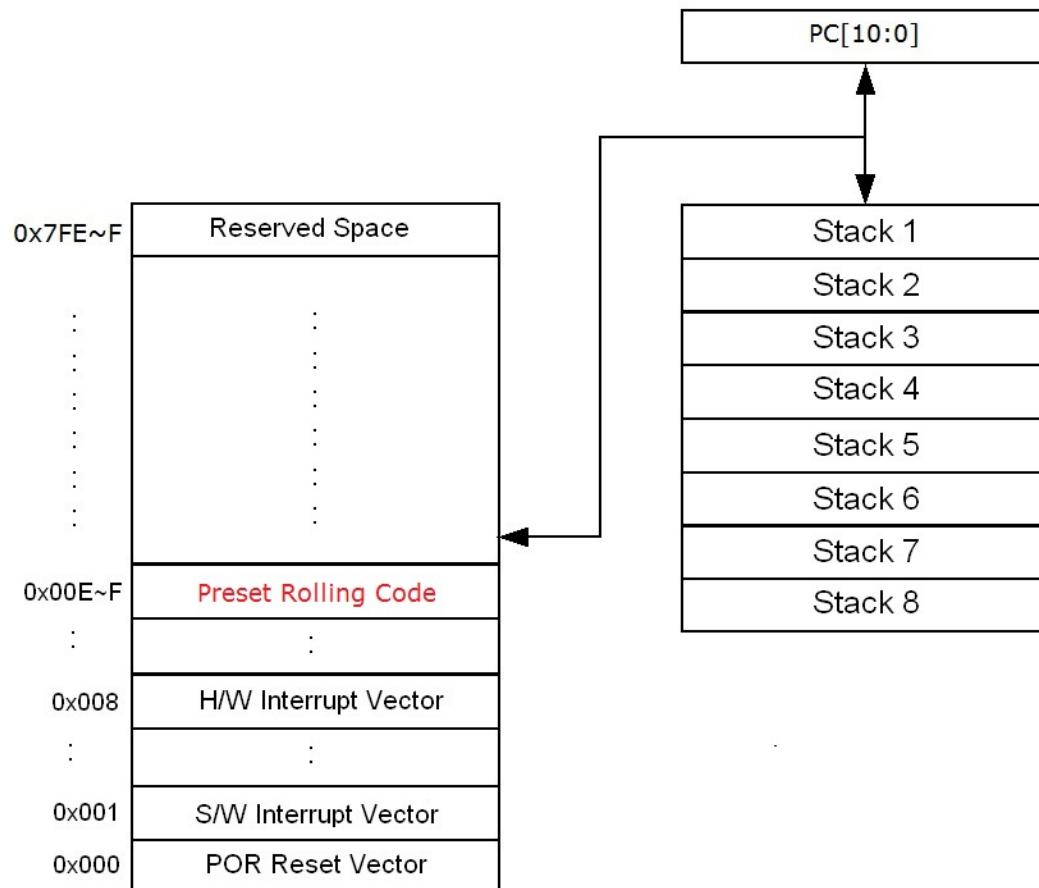 PC[10:0]
0x7FE~F Reserved Space
Stack 1
Stack 2
Stack 3
Stack 4
Stack 5
Stack 6
Stack 7
Stack 8
0x00E~F Preset Rolling Code
0x008 H/W Interrupt Vector
0x001 S/W Interrupt Vector
0x000 POR Reset Vector